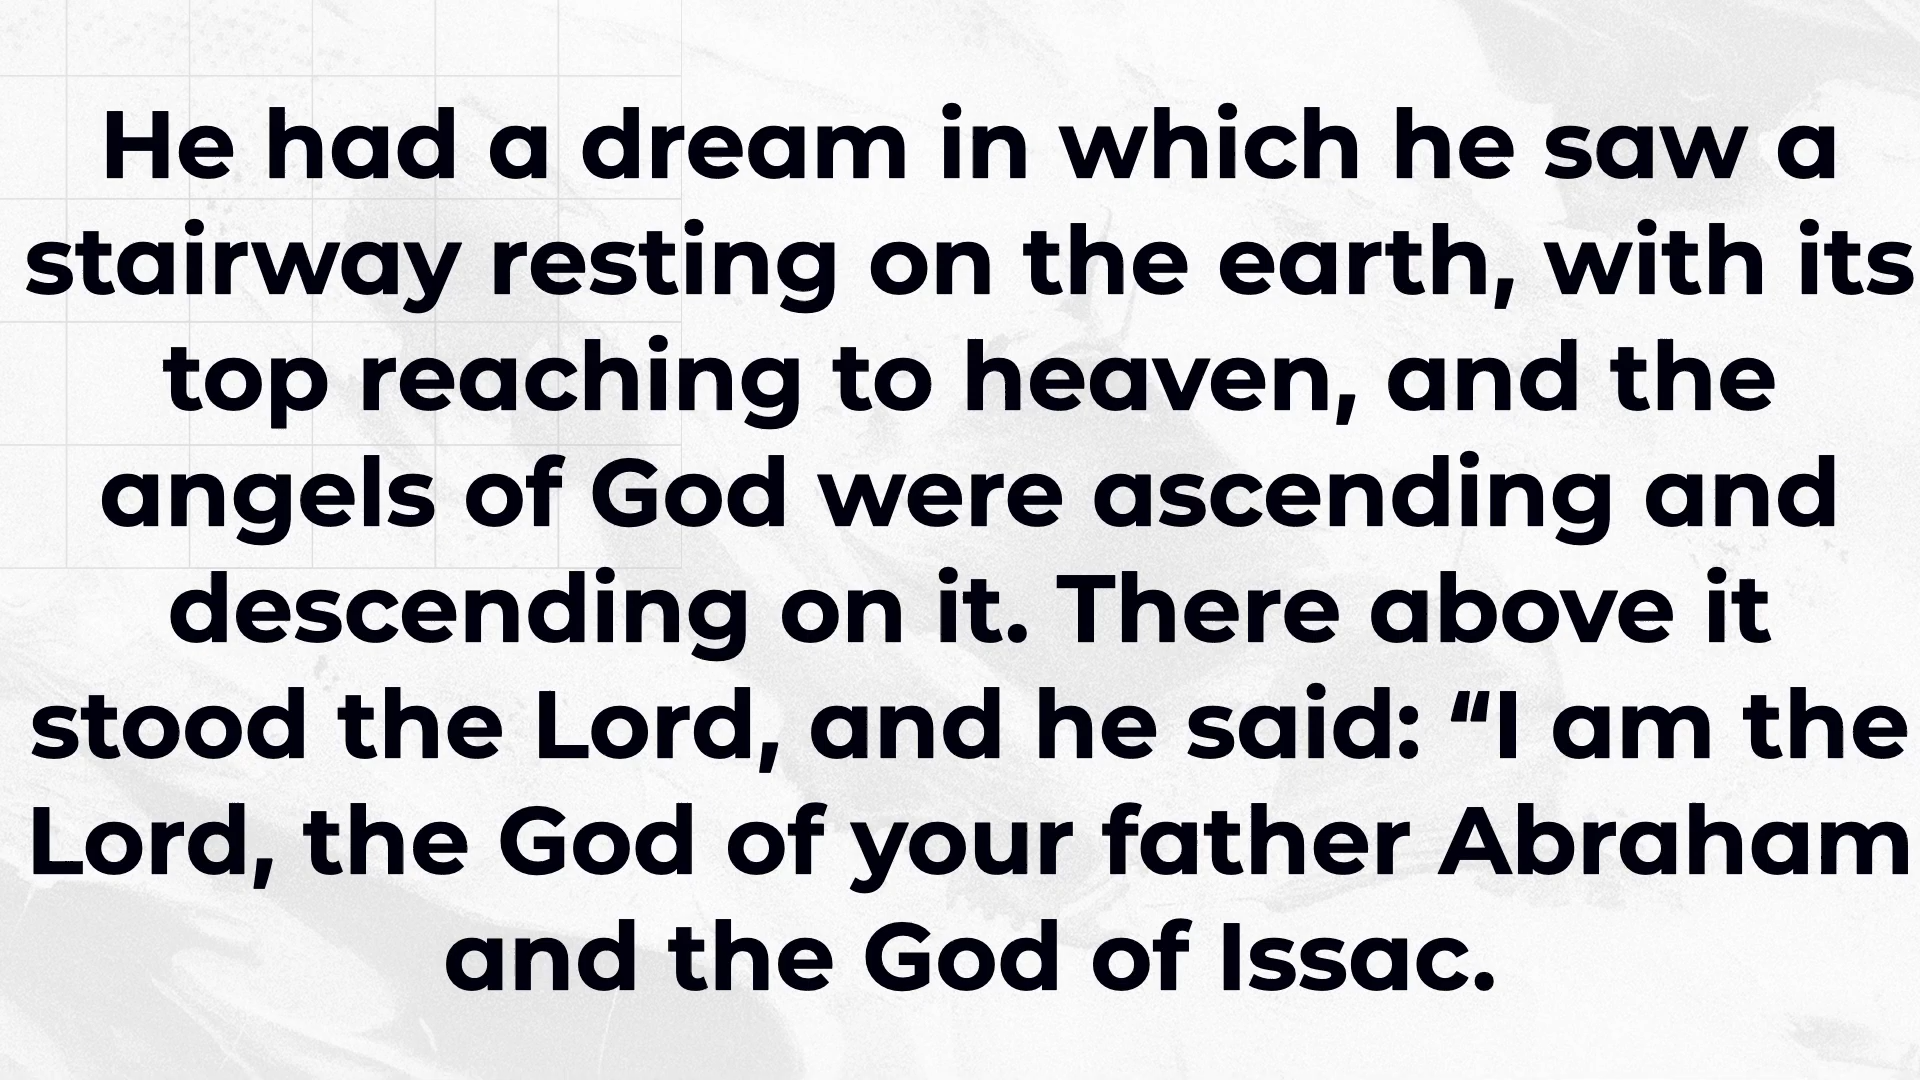 He had a dream in which he saw a
stairway resting on the earth, with its
top reaching to heaven, and the
angels of God were ascending and
descending on it. There above it
stood the Lord, and he said: “I am the
Lord, the God of your father Abraham
and the God of Issac.